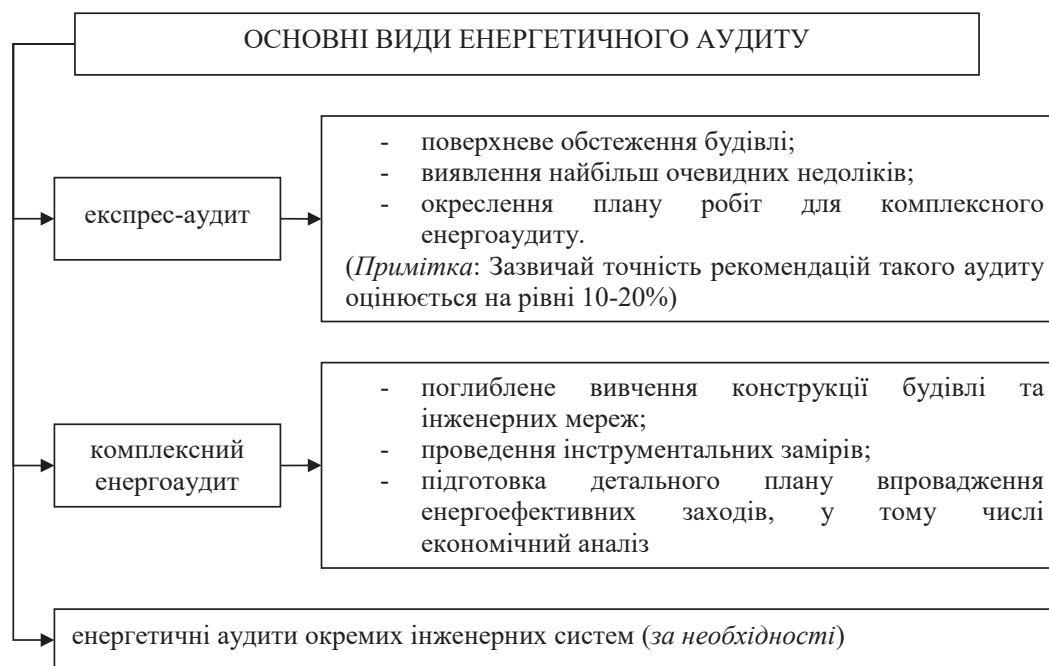 ОСНОВНІ ВИДИ ЕНЕРГЕТИЧНОГО АУДИТУ
експрес-аудит
- поверхневе обстеження будівлі;
- виявлення найбільш очевидних недоліків;
- окреслення плану робіт для комплексного
енергоаудиту.
(Примітка: Зазвичай точність рекомендацій такого аудиту
оцінюється на рівні 10-20%)
комплексний
енергоаудит
- поглиблене вивчення конструкції будівлі та
інженерних мереж;
- проведення інструментальних замірів;
- підготовка детального плану впровадження
енергоефективних заходів, у тому числі
економічний аналіз
енергетичні аудити окремих інженерних систем (за необхідності)